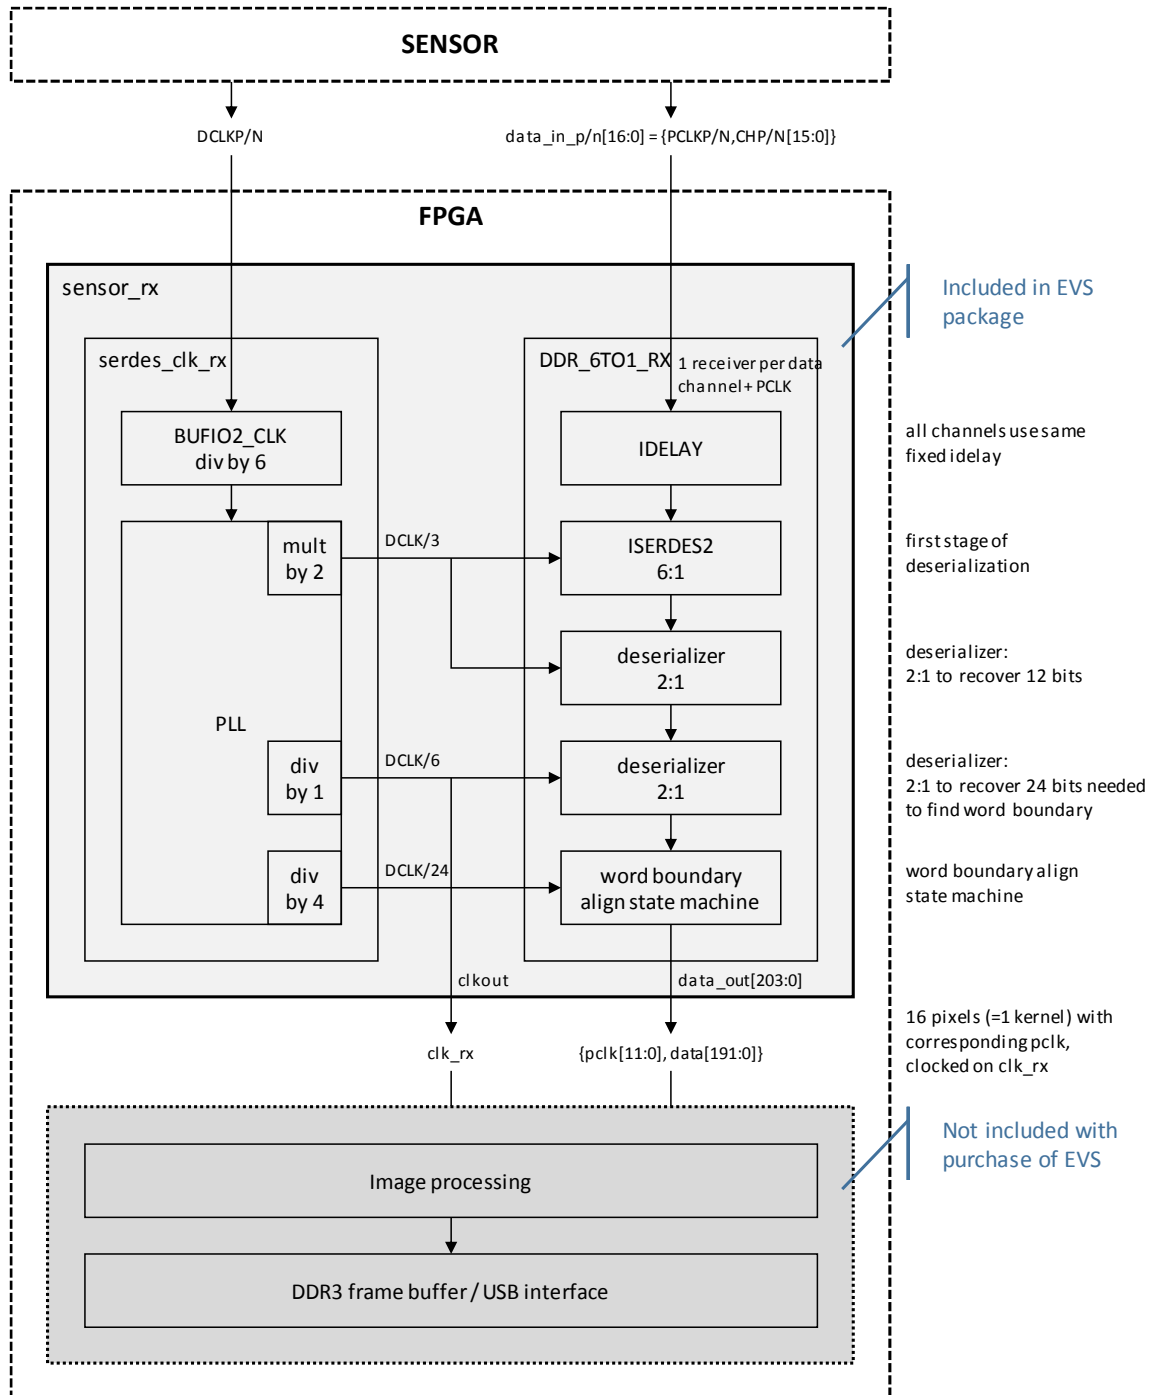 SENSOR
DCLKP/N
data_in_p/n[16:0] = {PCLKP/N,CHP/N[15:0]}
FPGA
sensor_rx
Included in EVS
package
serdes_clk_rx
DDR_6TO1_RX
1 receiver per data
channel + PCLK
BUFIO2_CLK
div by 6
IDELAY
all channels use same
fixed idelay
mult
by 2
DCLK/3
ISERDES2
6:1
first stage of
deserialization
deserializer
2:1
deserializer:
2:1 to recover 12 bits
PLL
div
by 1
DCLK/6
deserializer
2:1
deserializer:
2:1 to recover 24 bits needed
to find word boundary
div
by 4
DCLK/24
word boundary
align state machine
word boundary align
state machine
clkout
data_out[203:0]
16 pixels (=1 kernel) with
corresponding pclk,
clocked on clk_rx
clk_rx
{pclk[11:0], data[191:0]}
Not included with
purchase of EVS
Image processing
DDR3 frame buffer / USB interface